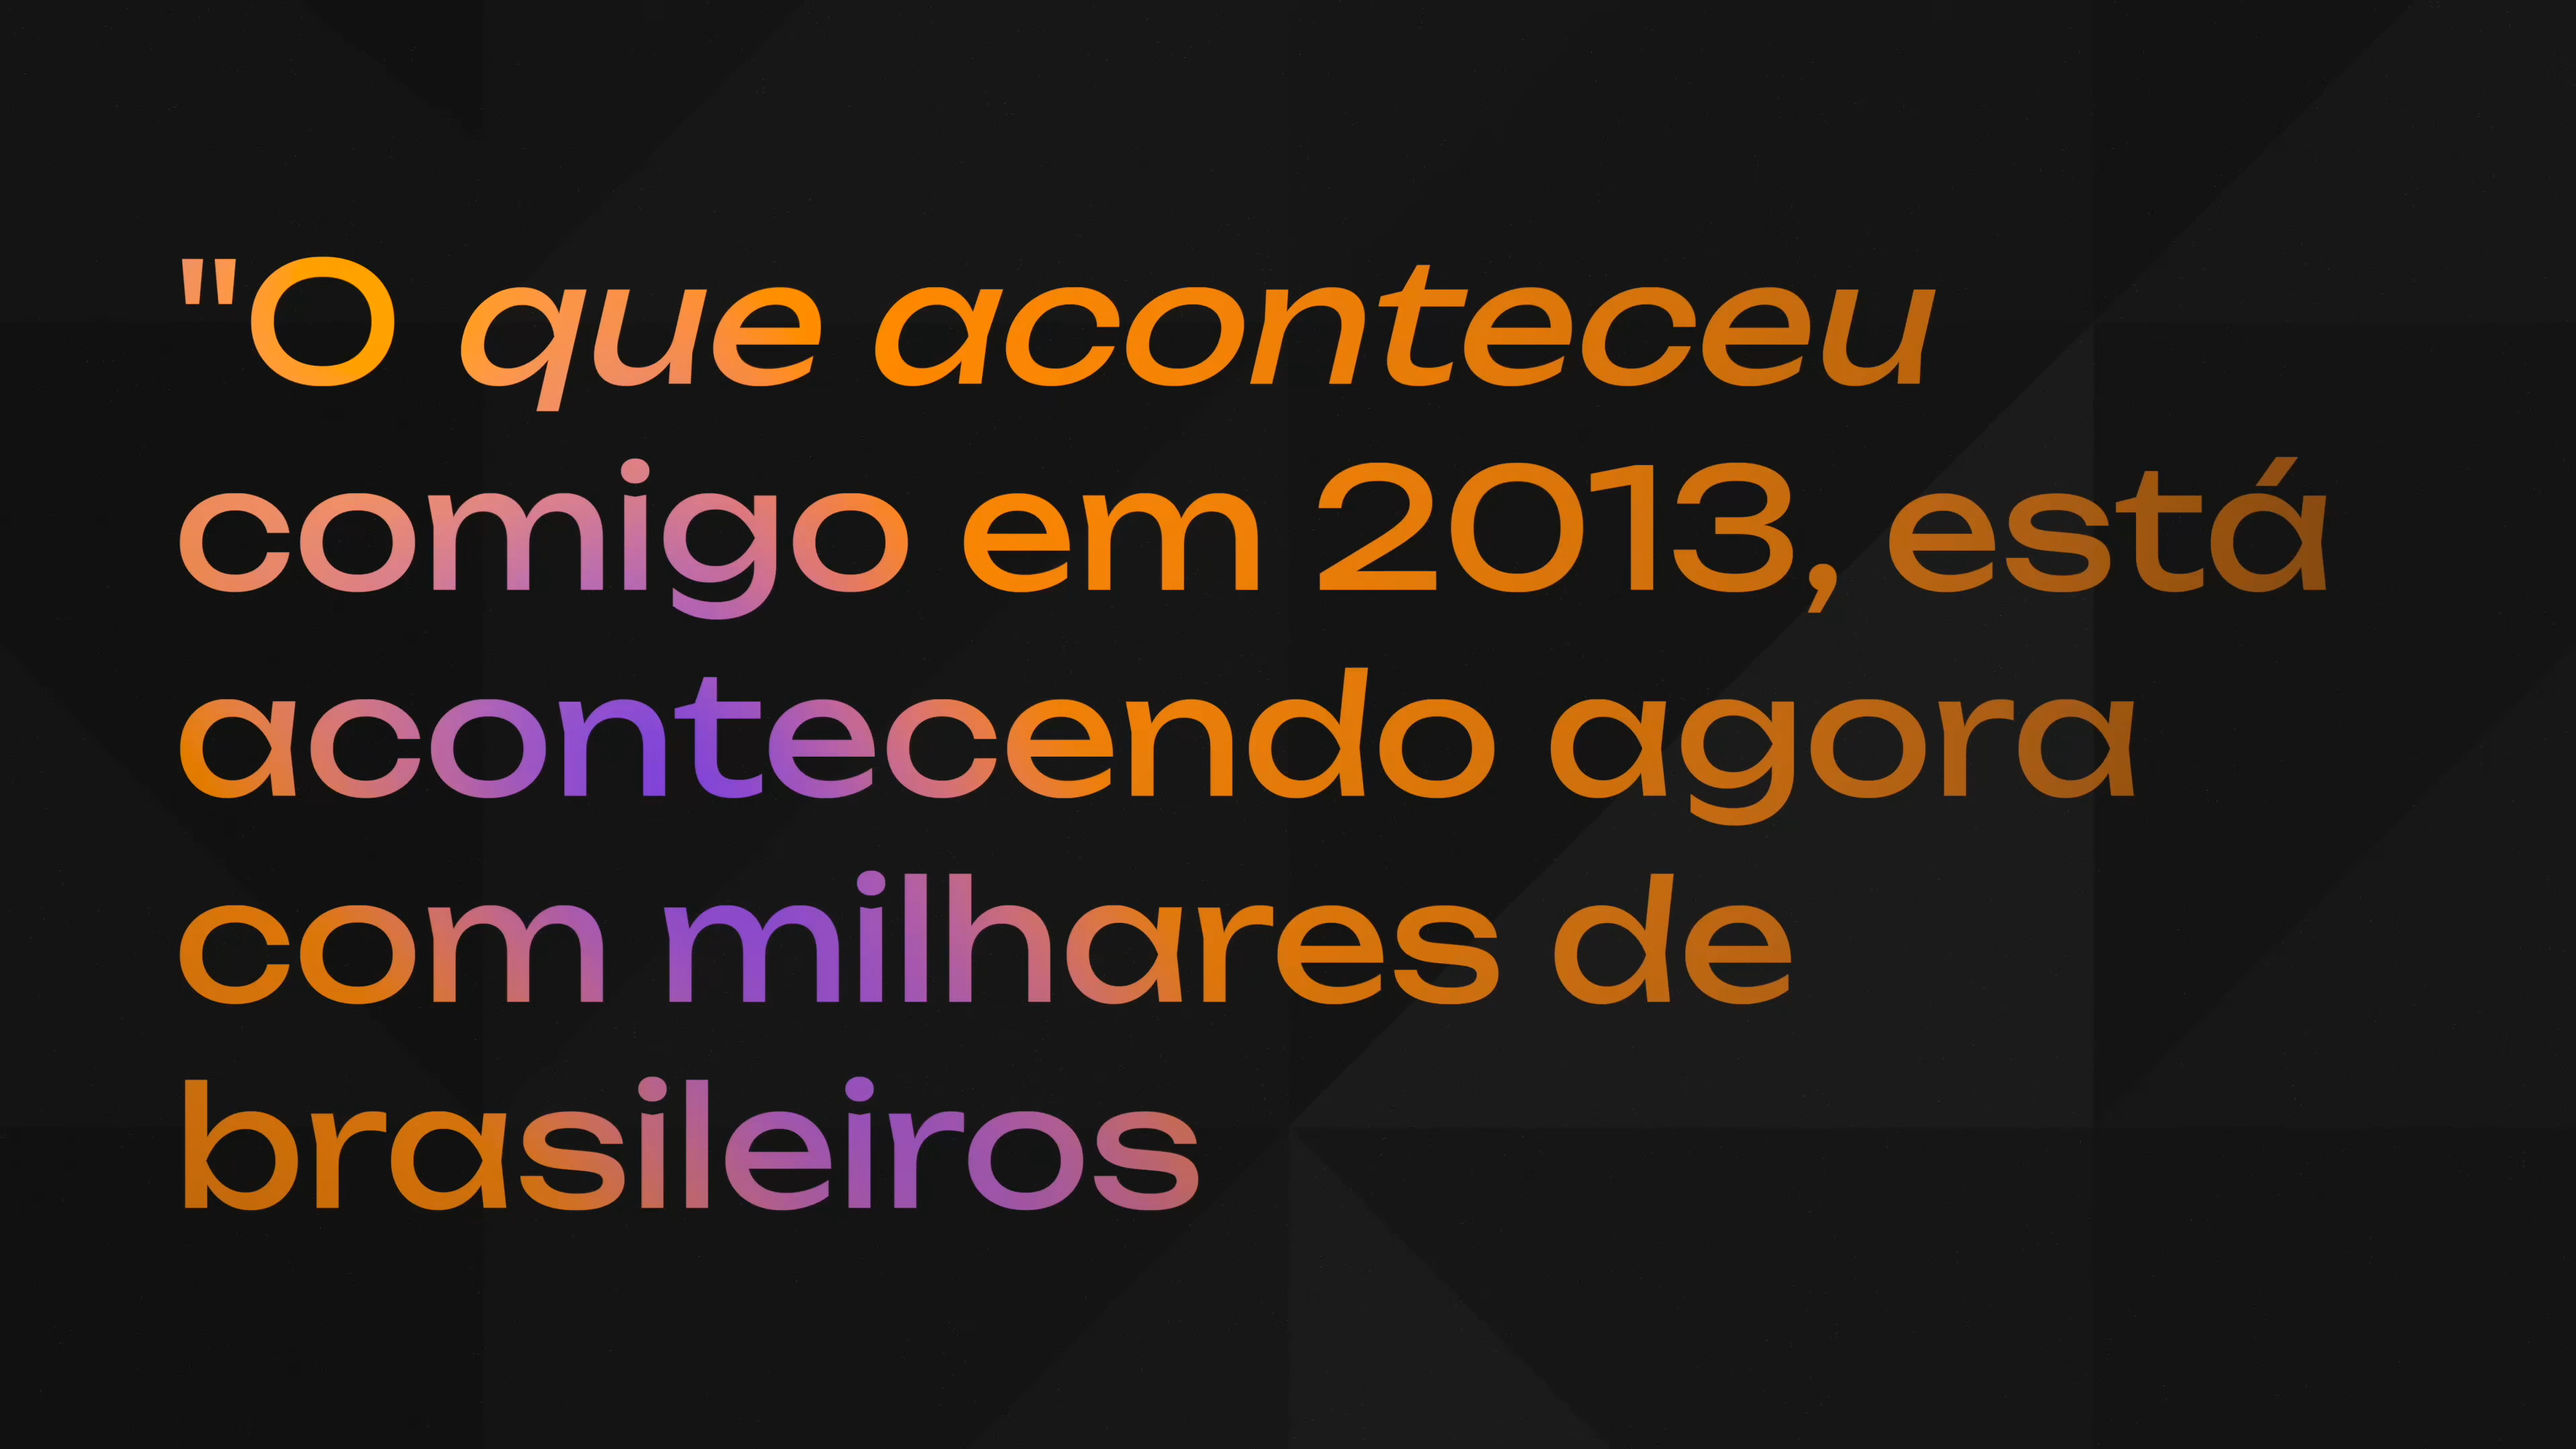 "O que aconteceu
comigo em 2013, está
acontecendo agora
com milhares de
brasileiros